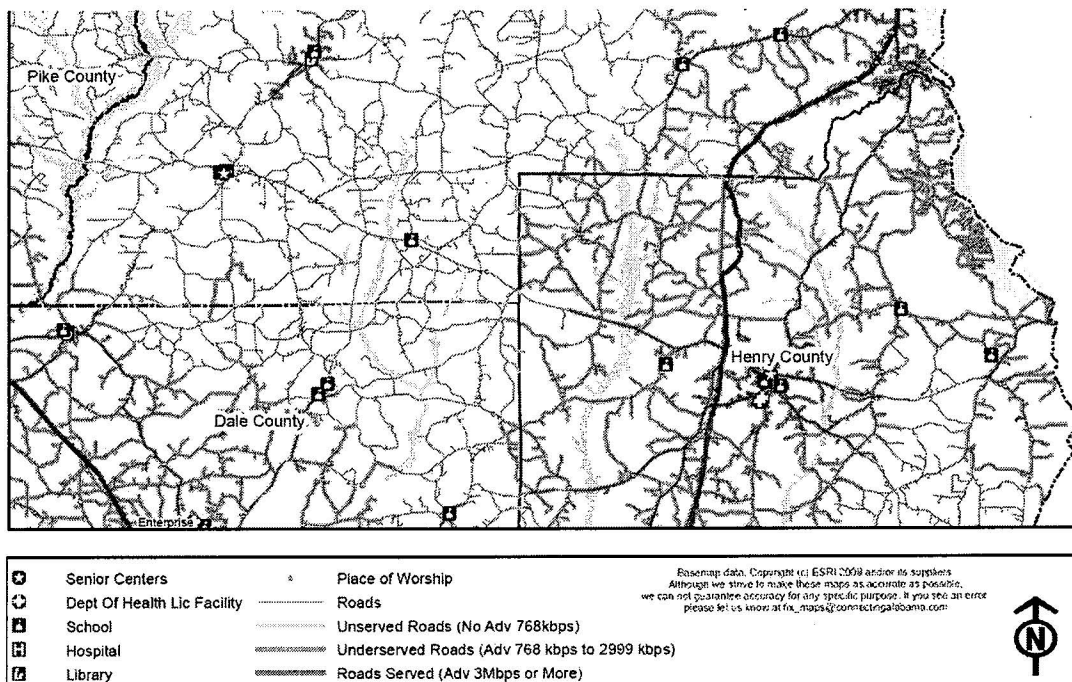 Pike County
Henry County
Dale County
Enterprise
Senior Centers
Dept Of Health Lic Facility
School
Hospital
Library
Place of Worship
Roads
Unserved Roads (No Adv 768kbps)
Underserved Roads (Adv 768 kbps to 2999 kbps)
Roads Served (Adv 3Mbps or More)
Basemap data, Copyright (c) ESRI 2009 and/or its suppliers
Although we strive to make these maps as accurate as possible,
we can not guarantee accuracy for any specific purpose. If you see an error
please let us know at fix_maps@connectingalabama.com
N